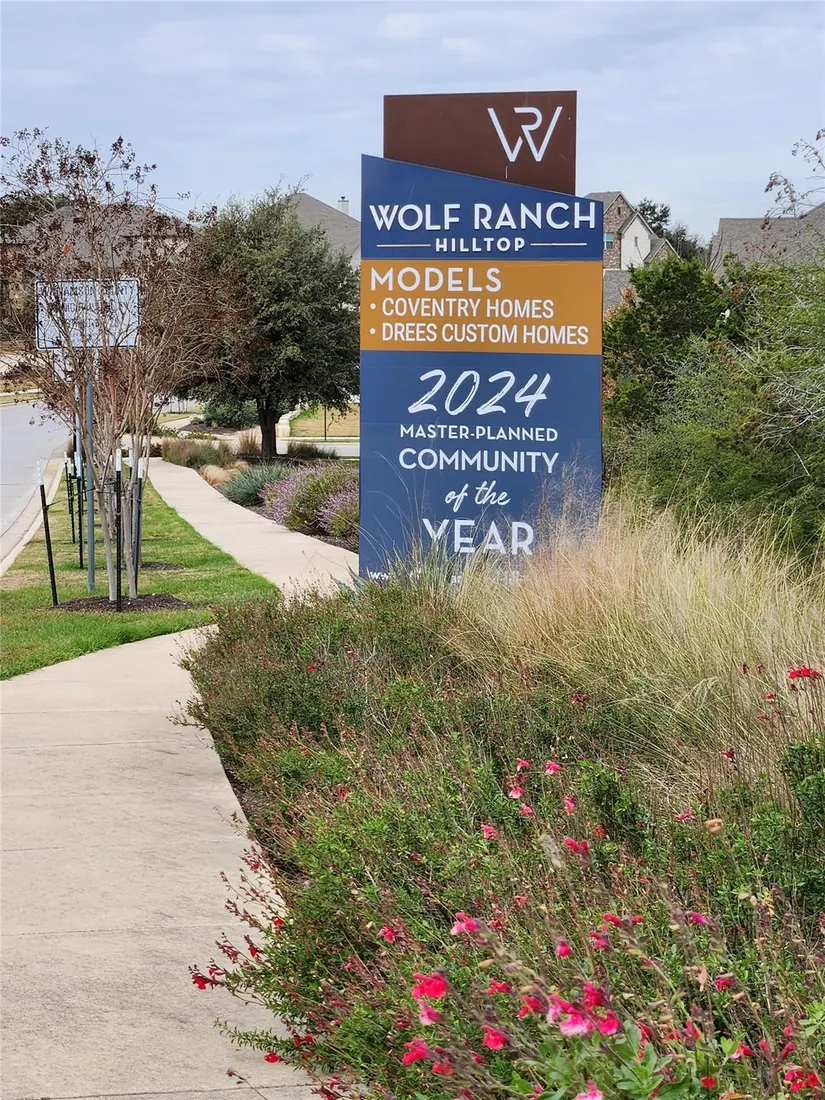 WR
WOLF RANCH
HILLTOP
MODELS
• COVENTRY HOMES
• DREES CUSTOM HOMES
2024
MASTER-PLANNED
COMMUNITY
of the
YEAR